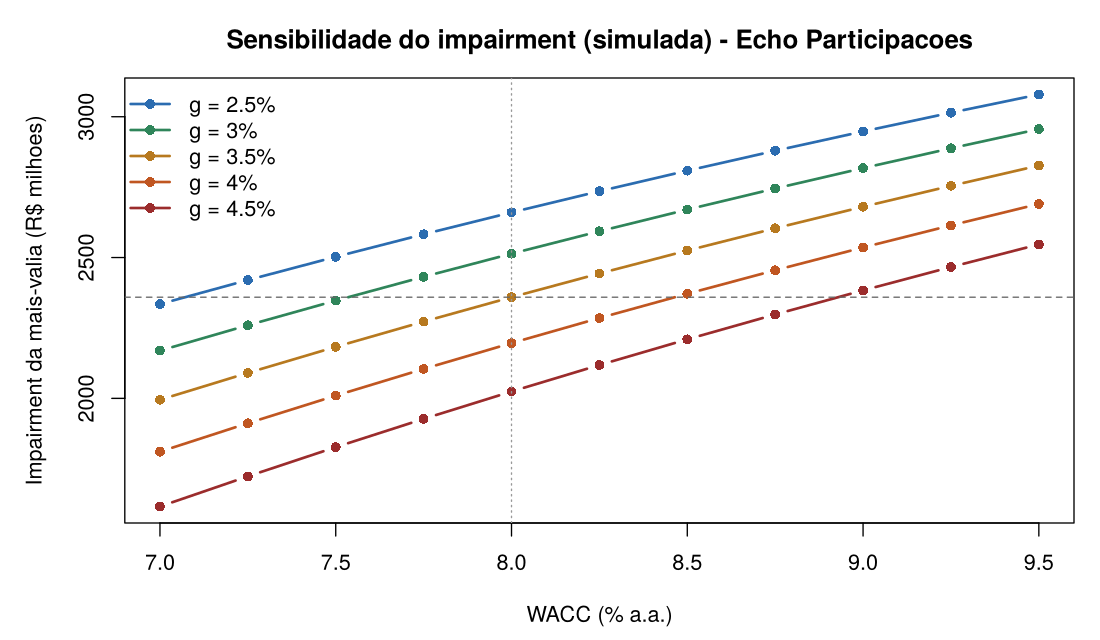 Sensibilidade do impairment (simulada) - Echo Participacoes
g = 2.5%
g = 3%
g = 3.5%
g = 4%
g = 4.5%
Impairment da mais-valia (R$ milhoes)
3000
2500
2000
7.0 7.5 8.0 8.5 9.0 9.5
WACC (% a.a.)